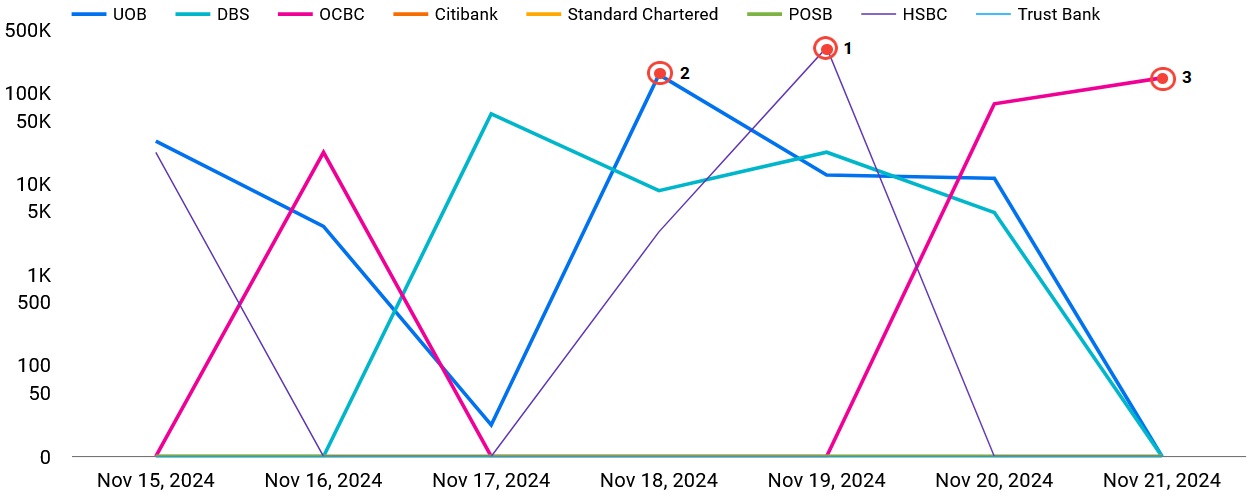 UOB DBS OCBC Citibank Standard Chartered POSB HSBC Trust Bank
500K
1
2
3
100K
50K
10K
5K
1K
500
100
50
0
Nov 15, 2024 Nov 16, 2024 Nov 17, 2024 Nov 18, 2024 Nov 19, 2024 Nov 20, 2024 Nov 21, 2024